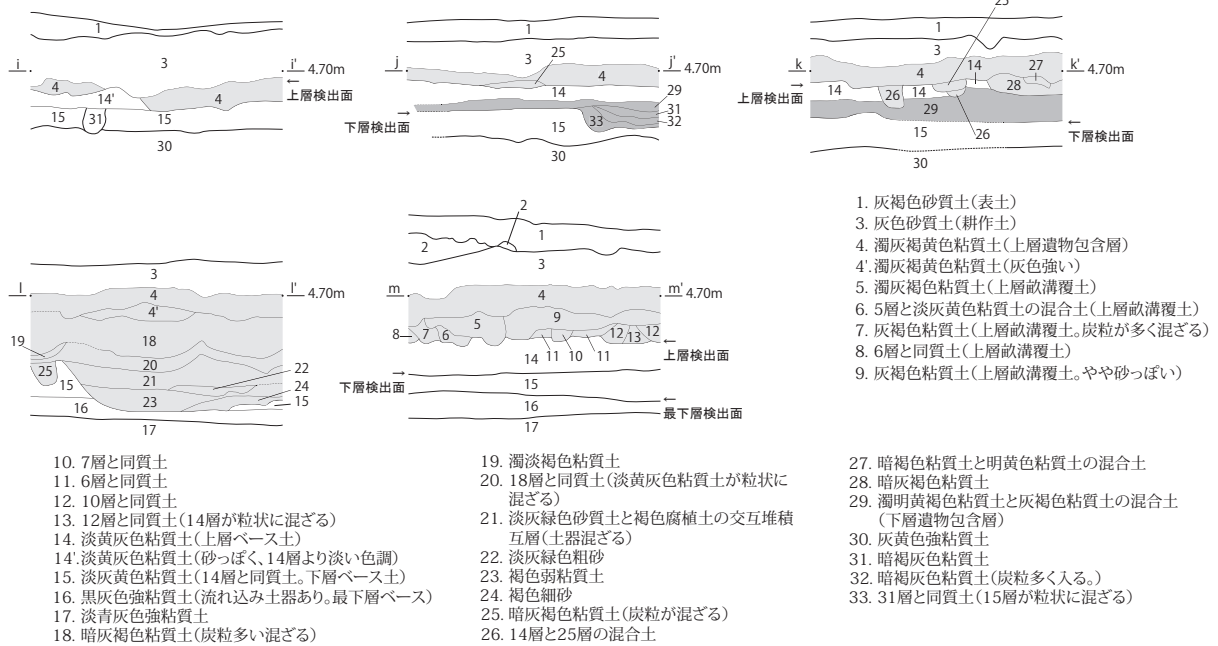 1
3
i
i' 4.70m
4
14'
4
←
上層検出面
15
31
15
30
1
25
3
j
j' 4.70m
4
14
29
→
31
下層検出面
15
33
32
30
25
1
3
14
27
k
k' 4.70m
4
→
上層検出面
14
26
14
28
29
26
15
←
下層検出面
30
3
l
l' 4.70m
4
4'
18
19
20
22
25
15
21
24
23
15
16
17
2
1
2
3
m
m' 4.70m
4
9
8
7
6
5
12
13
12
←
11
10
11
上層検出面
14
→
下層検出面
15
16
←
最下層検出面
17
1. 灰褐色砂質土(表土)
3. 灰色砂質土(耕作土)
4. 濁灰褐黄色粘質土(上層遺物包含層)
4'. 濁灰褐黄色粘質土(灰色強い)
5. 濁灰褐色粘質土(上層畝溝覆土)
6. 5層と淡灰黄色粘質土の混合土(上層畝溝覆土)
7. 灰褐色粘質土(上層畝溝覆土。炭粒が多く混ざる)
8. 6層と同質土(上層畝溝覆土)
9. 灰褐色粘質土(上層畝溝覆土。やや砂っぽい)
10. 7層と同質土
11. 6層と同質土
12. 10層と同質土
13. 12層と同質土(14層が粒状に混ざる)
14. 淡黄灰色粘質土(上層ベース土)
14'. 淡黄灰色粘質土(砂っぽく、14層より淡い色調)
15. 淡灰黄色粘質土(14層と同質土。下層ベース土)
16. 黒灰色強粘質土(流れ込み土器あり。最下層ベース)
17. 淡青灰色強粘質土
18. 暗灰褐色粘質土(炭粒多い混ざる)
19. 濁淡褐色粘質土
20. 18層と同質土(淡黄灰色粘質土が粒状に
混ざる)
21. 淡灰緑色砂質土と褐色腐植土の交互堆積
互層(土器混ざる)
22. 淡灰緑色粗砂
23. 褐色弱粘質土
24. 褐色細砂
25. 暗灰褐色粘質土(炭粒が混ざる)
26. 14層と25層の混合土
27. 暗褐色粘質土と明黄色粘質土の混合土
28. 暗灰褐色粘質土
29. 濁明黄褐色粘質土と灰褐色粘質土の混合土
(下層遺物包含層)
30. 灰黄色強粘質土
31. 暗褐灰色粘質土
32. 暗褐灰色粘質土(炭粒多く入る。)
33. 31層と同質土(15層が粒状に混ざる)